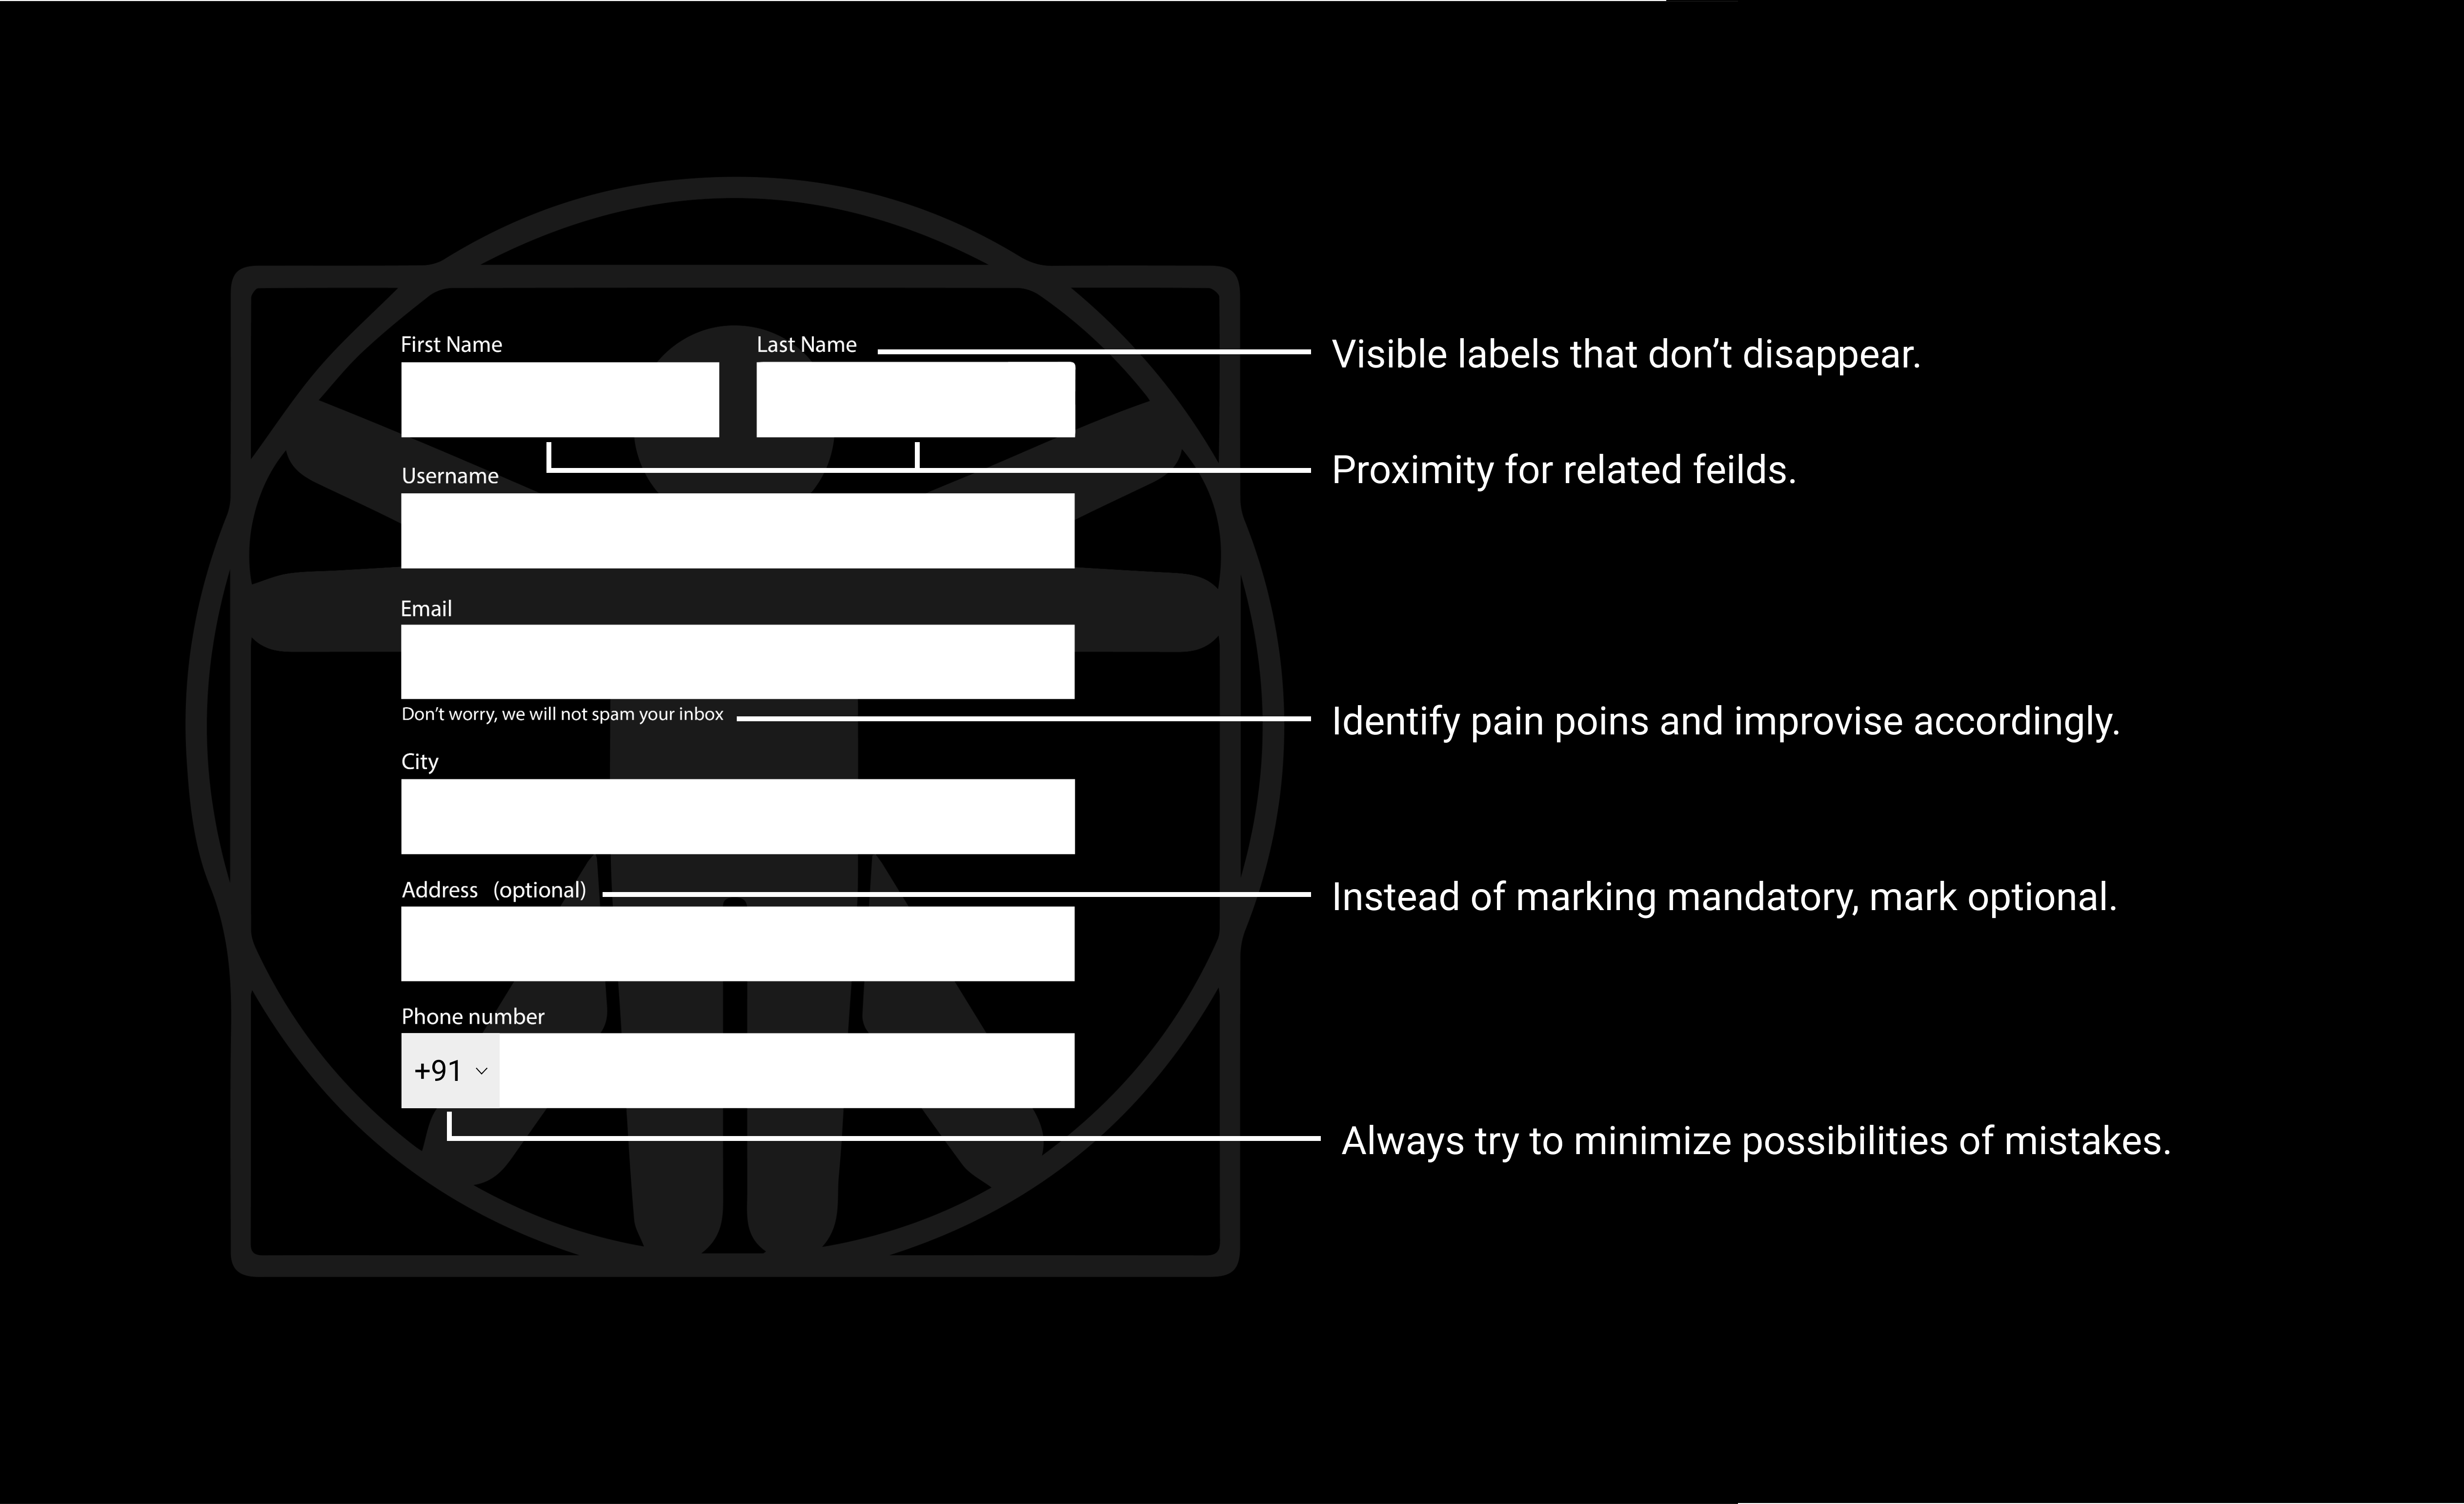 First Name
Last Name
Visible labels that don’t disappear.
Proximity for related feilds.
Username
Email
Don’t worry, we will not spam your inbox
Identify pain poins and improvise accordingly.
City
Address (optional)
Instead of marking mandatory, mark optional.
Phone number
+91
Always try to minimize possibilities of mistakes.